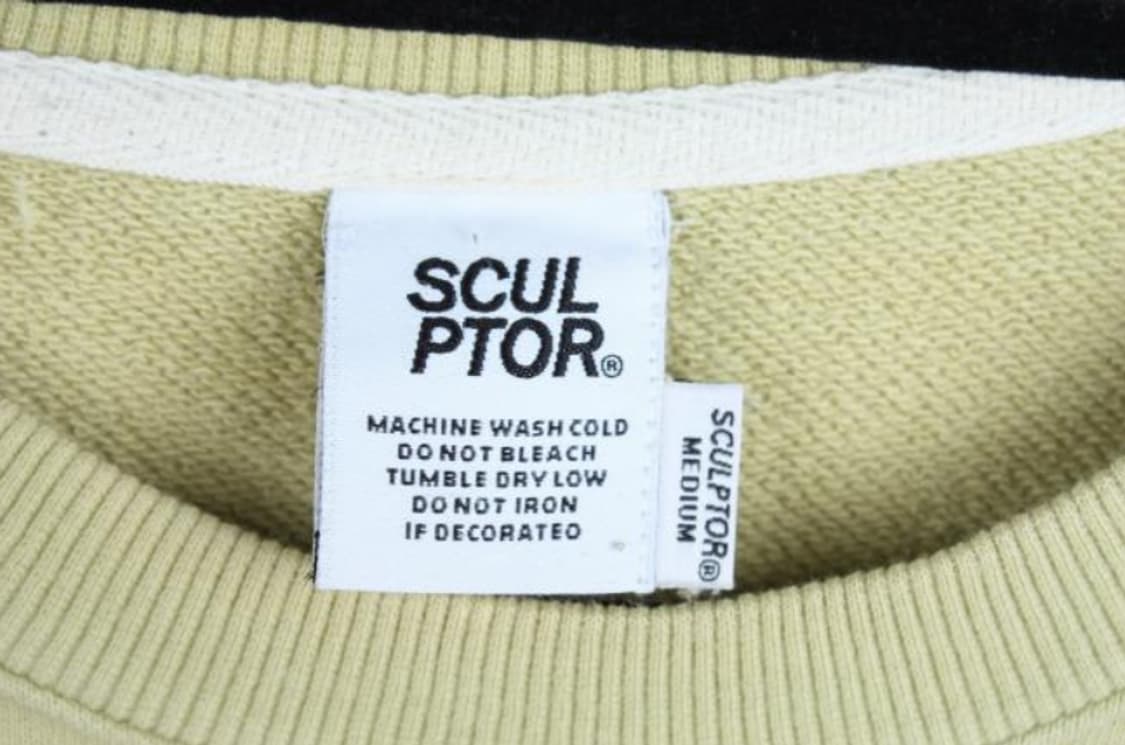 SCUL
PTOR®
MACHINE WASH COLD
DO NOT BLEACH
TUMBLE DRY LOW
DO NOT IRON
IF DECORATED
SCULPTOR®
MEDIUM